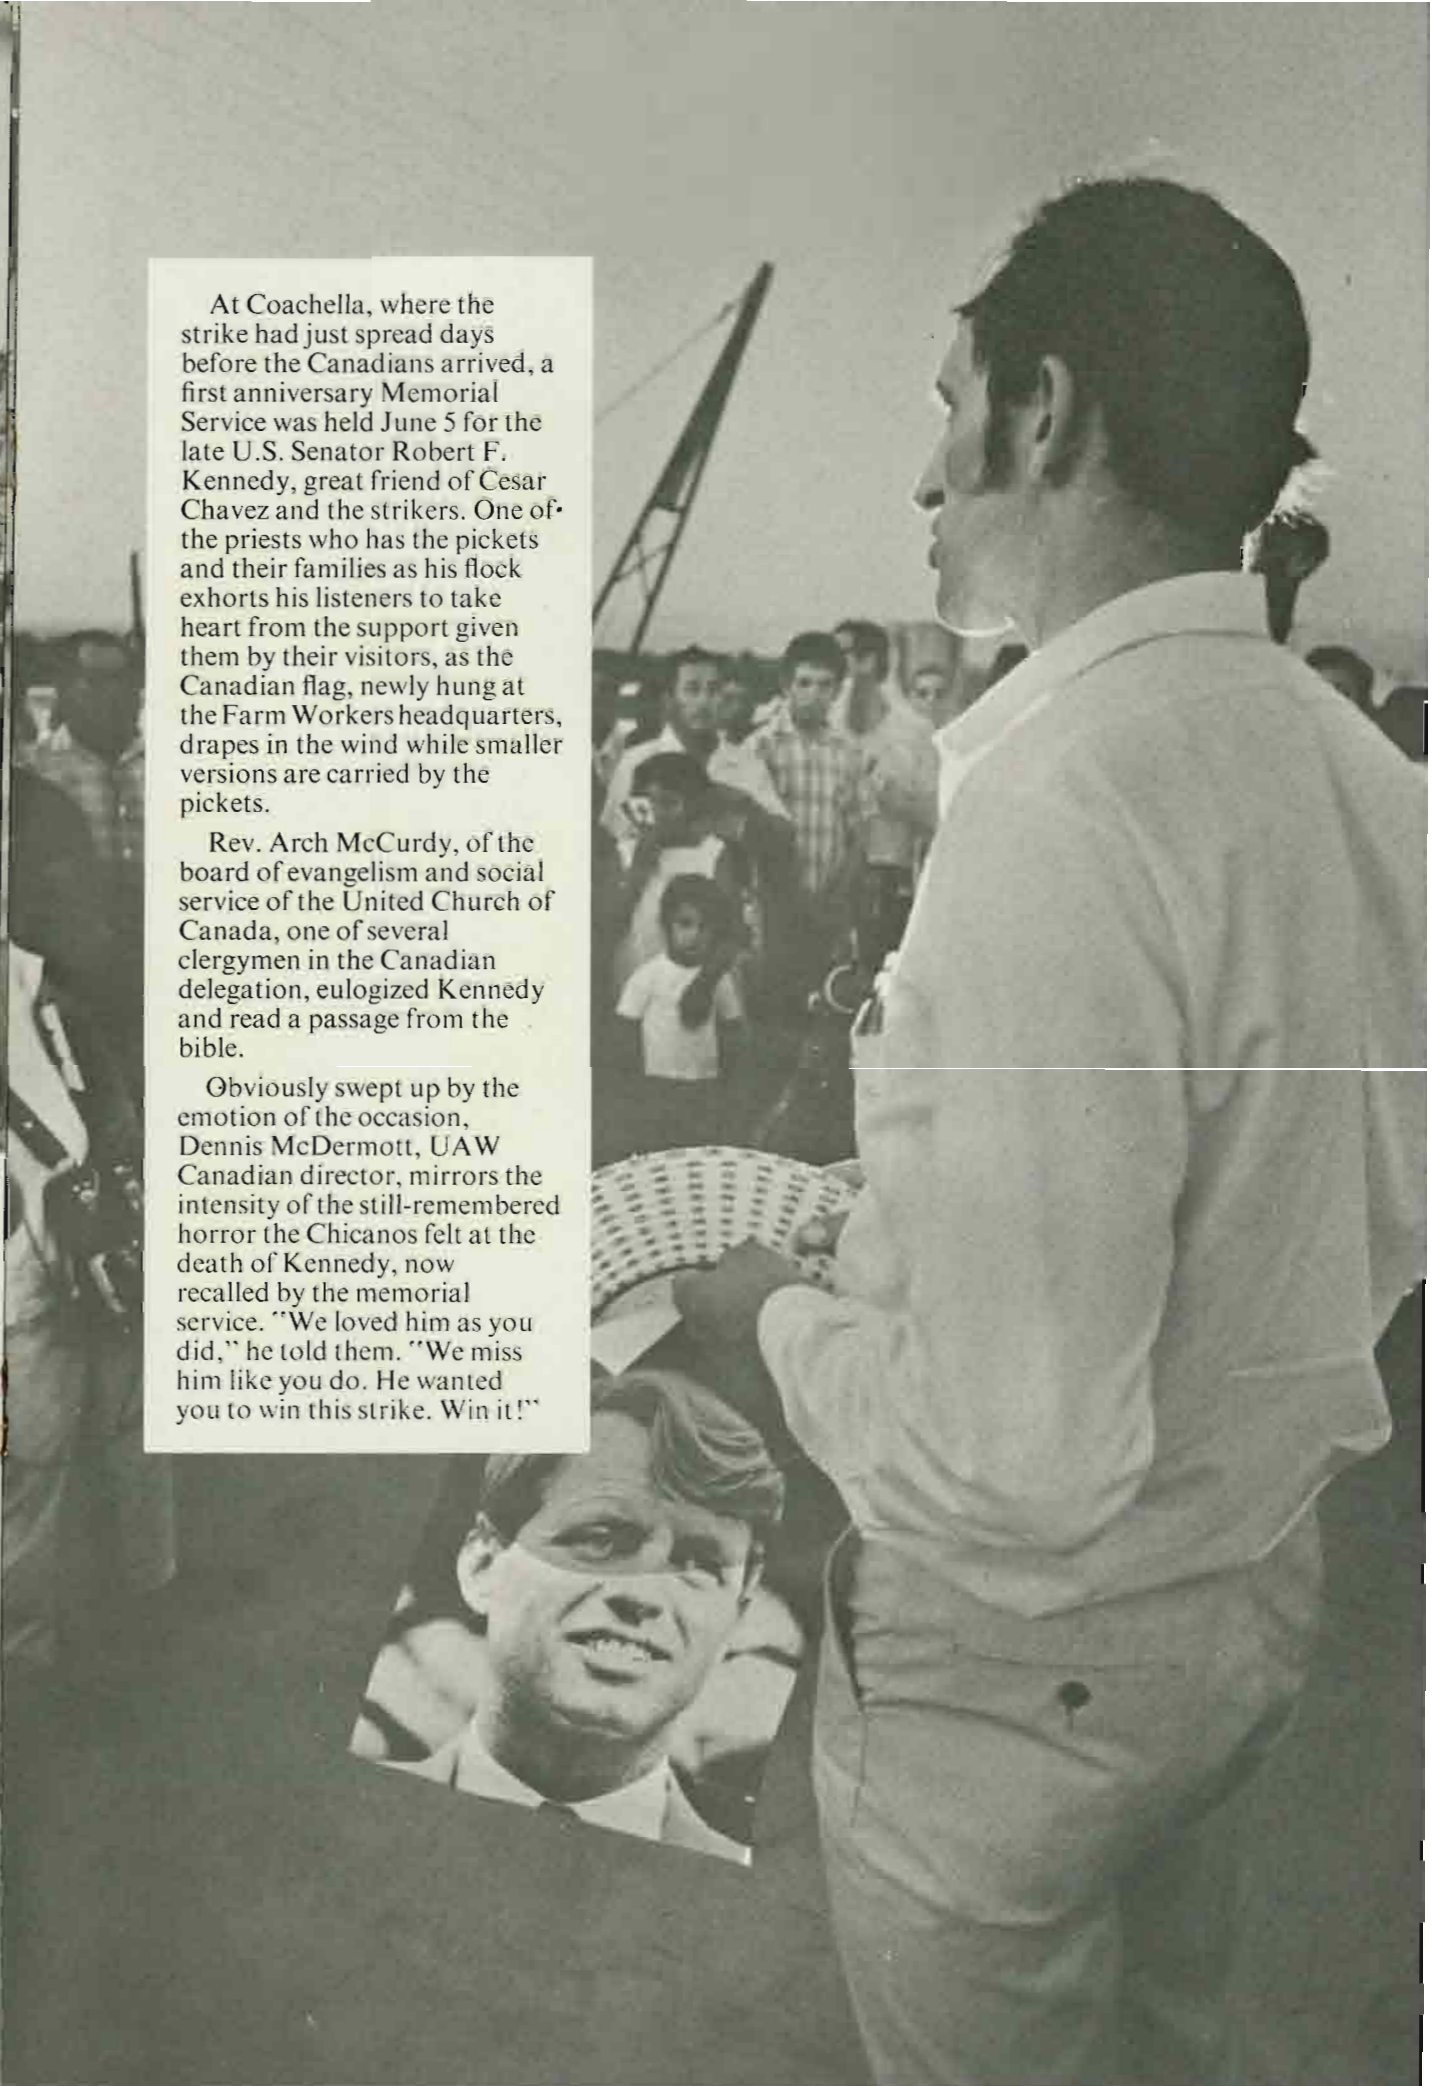 At Coachella, where the
strike had just spread days
before the Canadians arrived, a
first anniversary Memorial
Service was held June 5 for the
late U.S. Senator Robert F.
Kennedy, great friend of Cesar
Chavez and the strikers. One of
the priests who has the pickets
and their families as his flock
exhorts his listeners to take
heart from the support given
them by their visitors, as the
Canadian flag, newly hung at
the Farm Workers headquarters,
drapes in the wind while smaller
versions are carried by the
pickets.
Rev. Arch McCurdy, of the
board of evangelism and social
service of the United Church of
Canada, one of several
clergymen in the Canadian
delegation, eulogized Kennedy
and read a passage from the
bible.
Obviously swept up by the
emotion of the occasion,
Dennis McDermott, UAW
Canadian director, mirrors the
intensity of the still-remembered
horror the Chicanos felt at the
death of Kennedy, now
recalled by the memorial
service. "We loved him as you
did," he told them. "We miss
him like you do. He wanted
you to win this strike. Win it!"